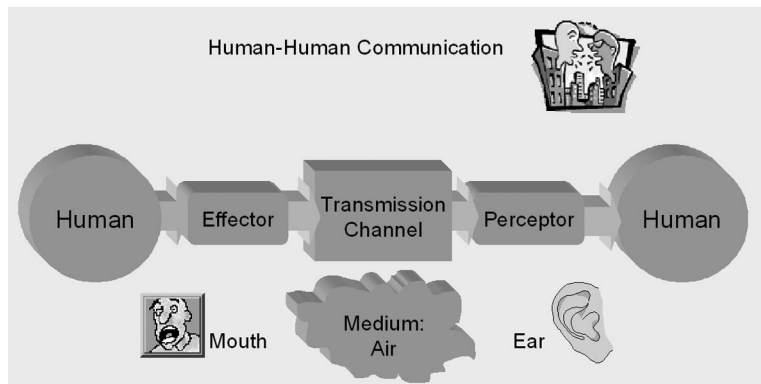 Human-Human Communication
Human
Effector
Transmission
Channel
Perceptor
Human
Mouth
Medium:
Air
Ear